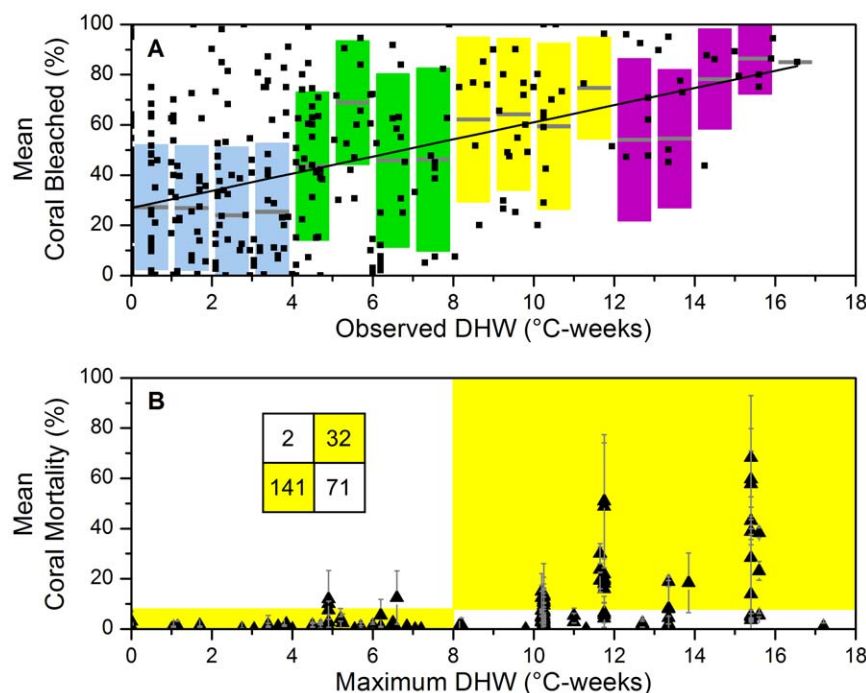 A
Mean
Coral Bleached (%)
100
80
60
40
20
0
0 2 4 6 8 10 12 14 16 18
Observed DHW (°C-weeks)
B
Mean
Coral Mortality (%)
100
80
60
40
20
0
2 32
141 71
0 2 4 6 8 10 12 14 16 18
Maximum DHW (°C-weeks)